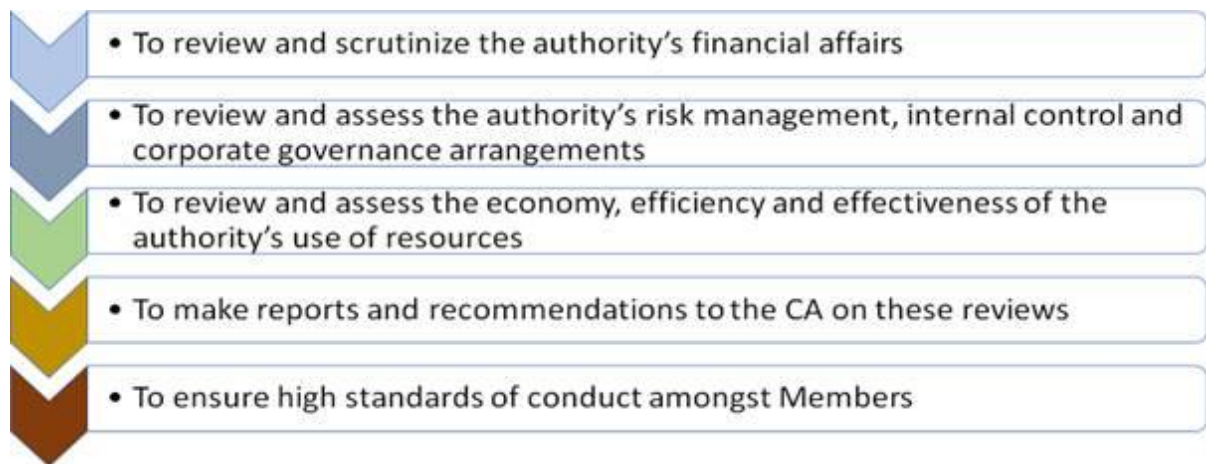 • To review and scrutinize the authority's financial affairs
• To review and assess the authority's risk management, internal control and
corporate governance arrangements
• To review and assess the economy, efficiency and effectiveness of the
authority's use of resources
• To make reports and recommendations to the CA on these reviews
• To ensure high standards of conduct amongst Members